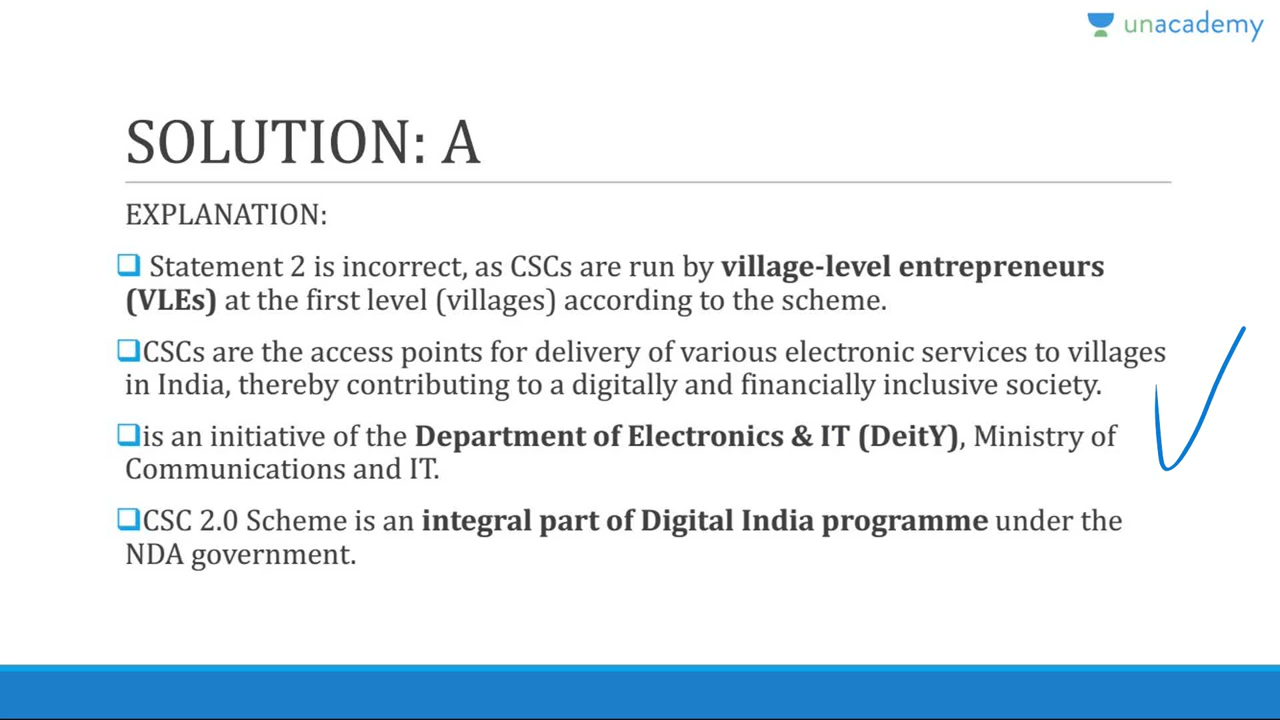 unacademy
SOLUTION: A
EXPLANATION:
Statement 2 is incorrect, as CSCs are run by village-level entrepreneurs
(VLEs) at the first level (villages) according to the scheme.
CSCs are the access points for delivery of various electronic services to villages
in India, thereby contributing to a digitally and financially inclusive society.
is an initiative of the Department of Electronics & IT (DeitY), Ministry of
Communications and IT.
CSC 2.0 Scheme is an integral part of Digital India programme under the
NDA government.